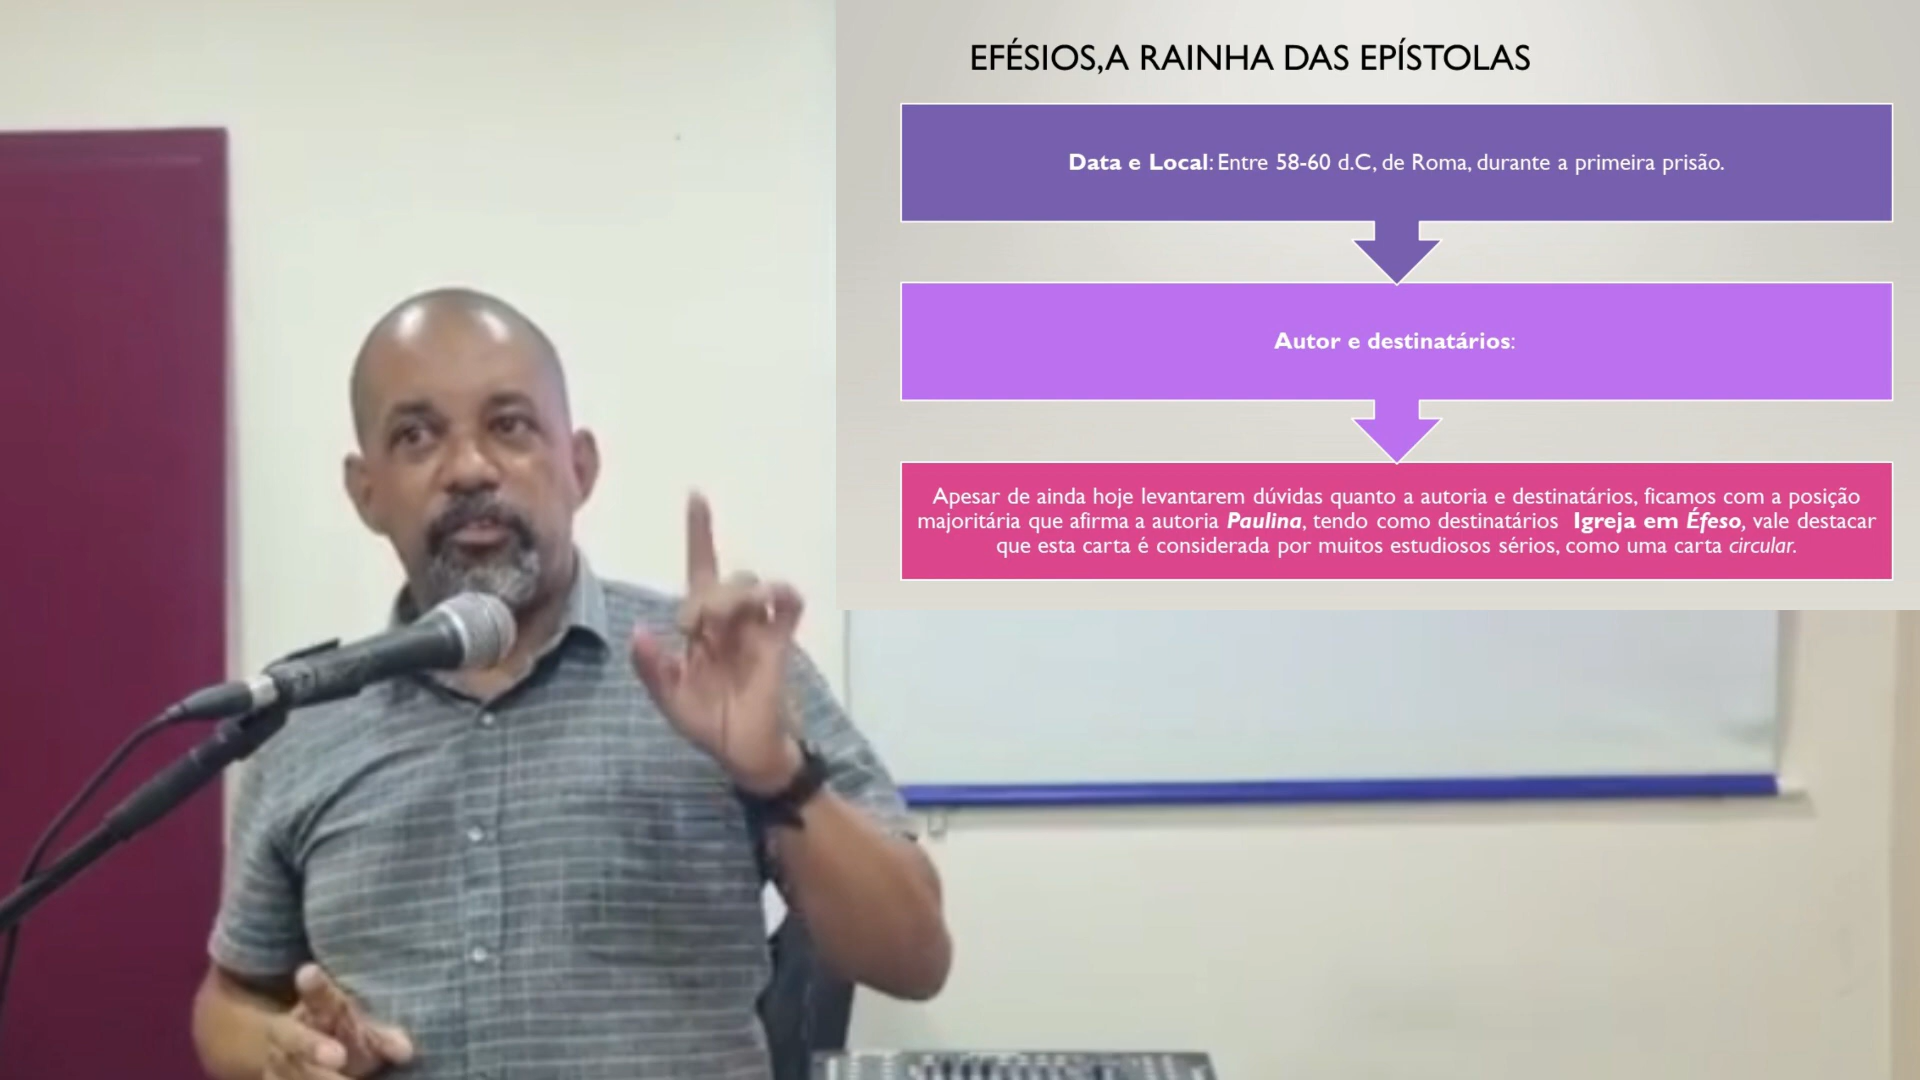 EFÉSIOS,A RAINHA DAS EPÍSTOLAS
Data e Local: Entre 58-60 d.C, de Roma, durante a primeira prisão.
Autor e destinatários:
Apesar de ainda hoje levantarem dúvidas quanto a autoria e destinatários, ficamos com a posição
majoritária que afirma a autoria Paulina, tendo como destinatários Igreja em Éfeso, vale destacar
que esta carta é considerada por muitos estudiosos sérios, como uma carta circular.